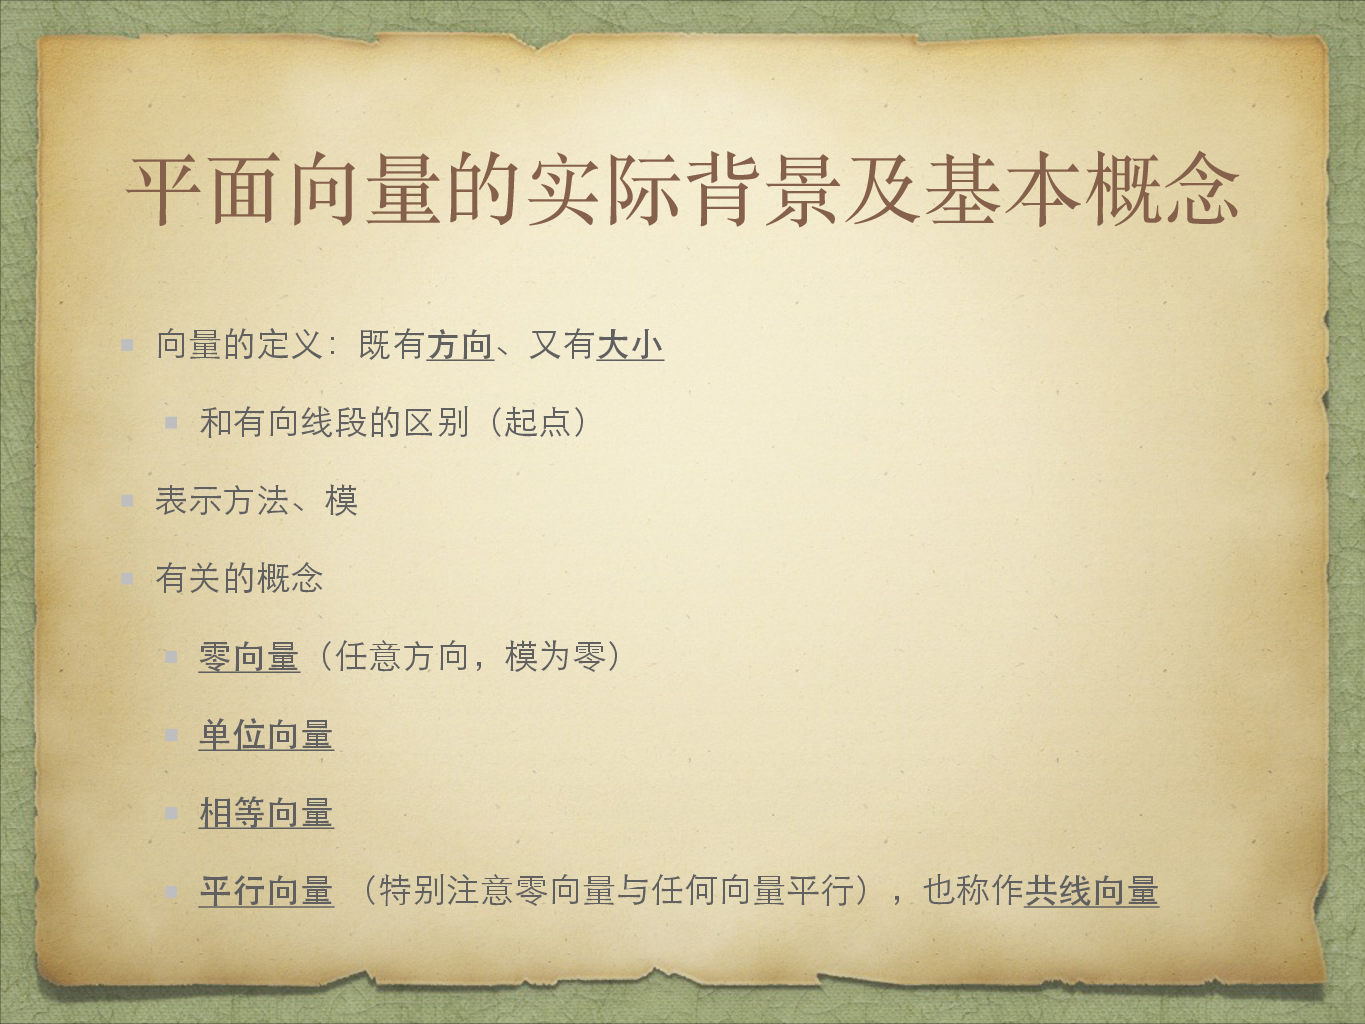 平面向量的实际背景及基本概念
向量的定义：既有方向、又有大小
和有向线段的区别（起点）
表示方法、模
有关的概念
零向量（任意方向，模为零）
单位向量
相等向量
平行向量 （特别注意零向量与任何向量平行），也称作共线向量